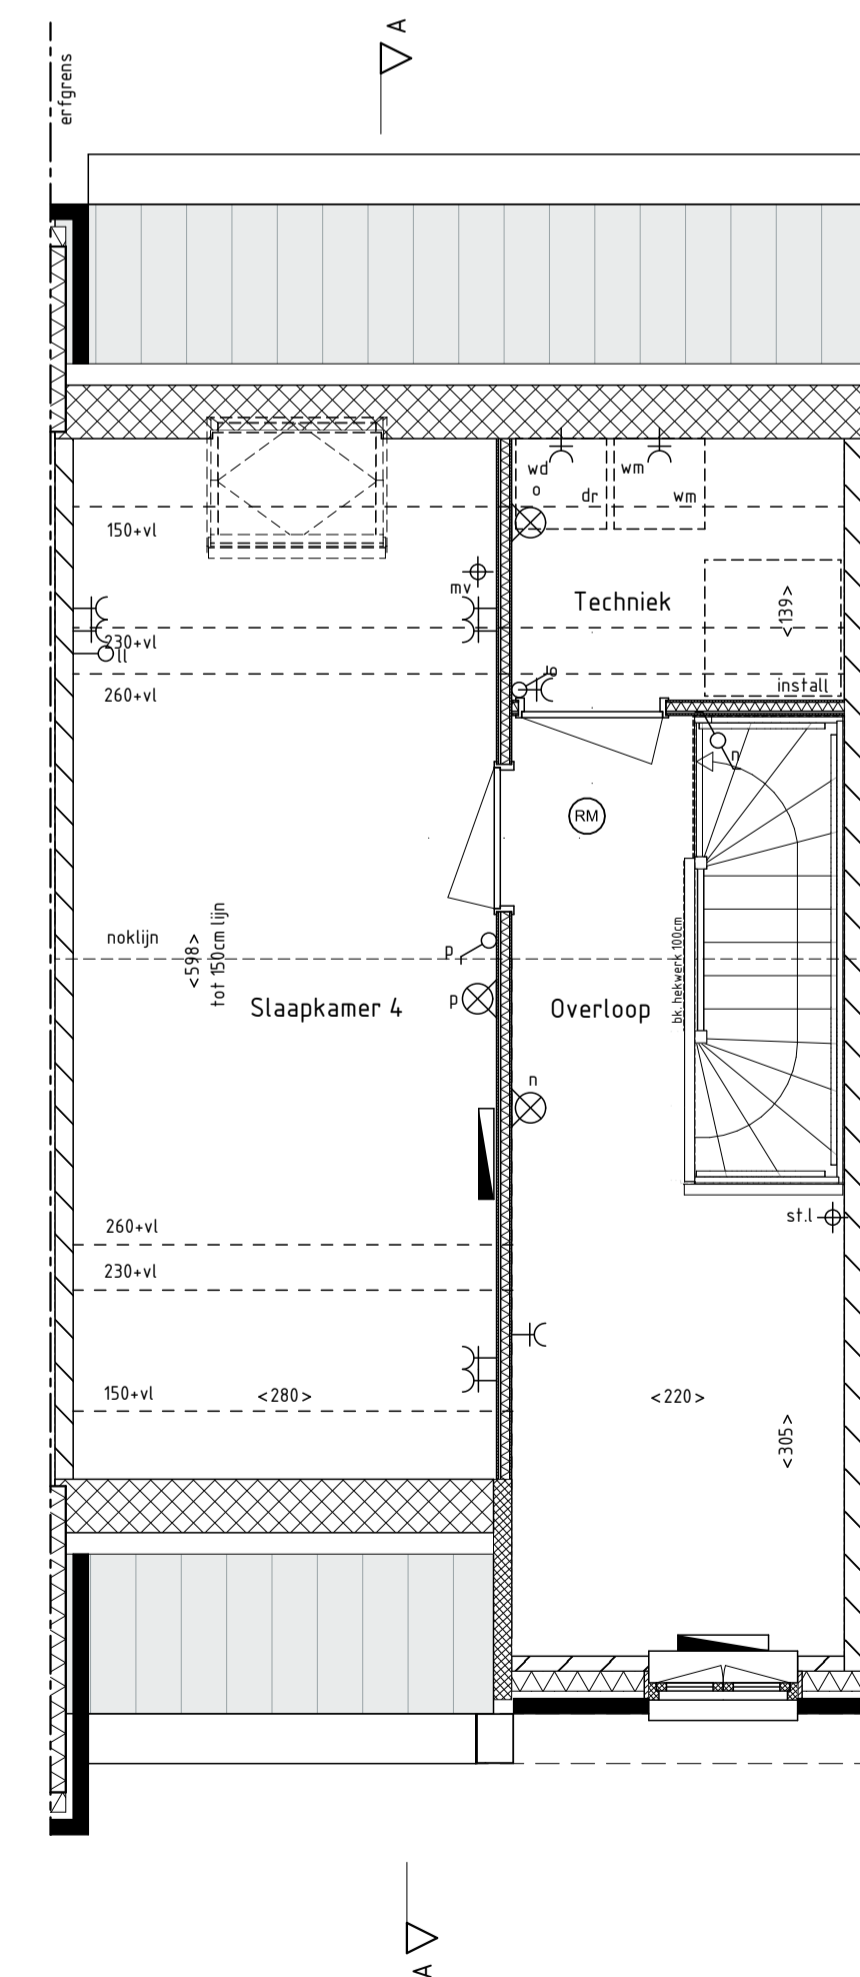 A
erfgrens
wd
o
dr
wm
wm
150+vl
mv
Techniek
<139>
230+vl
ll
260+vl
o
install
n
RM
noklijn
<598>
tot 150cm lijn
p
p
Slaapkamer 4
Overloop
bk. hekwerk 100cm
n
260+vl
st.l
230+vl
150+vl
<280>
<220>
<305>
A